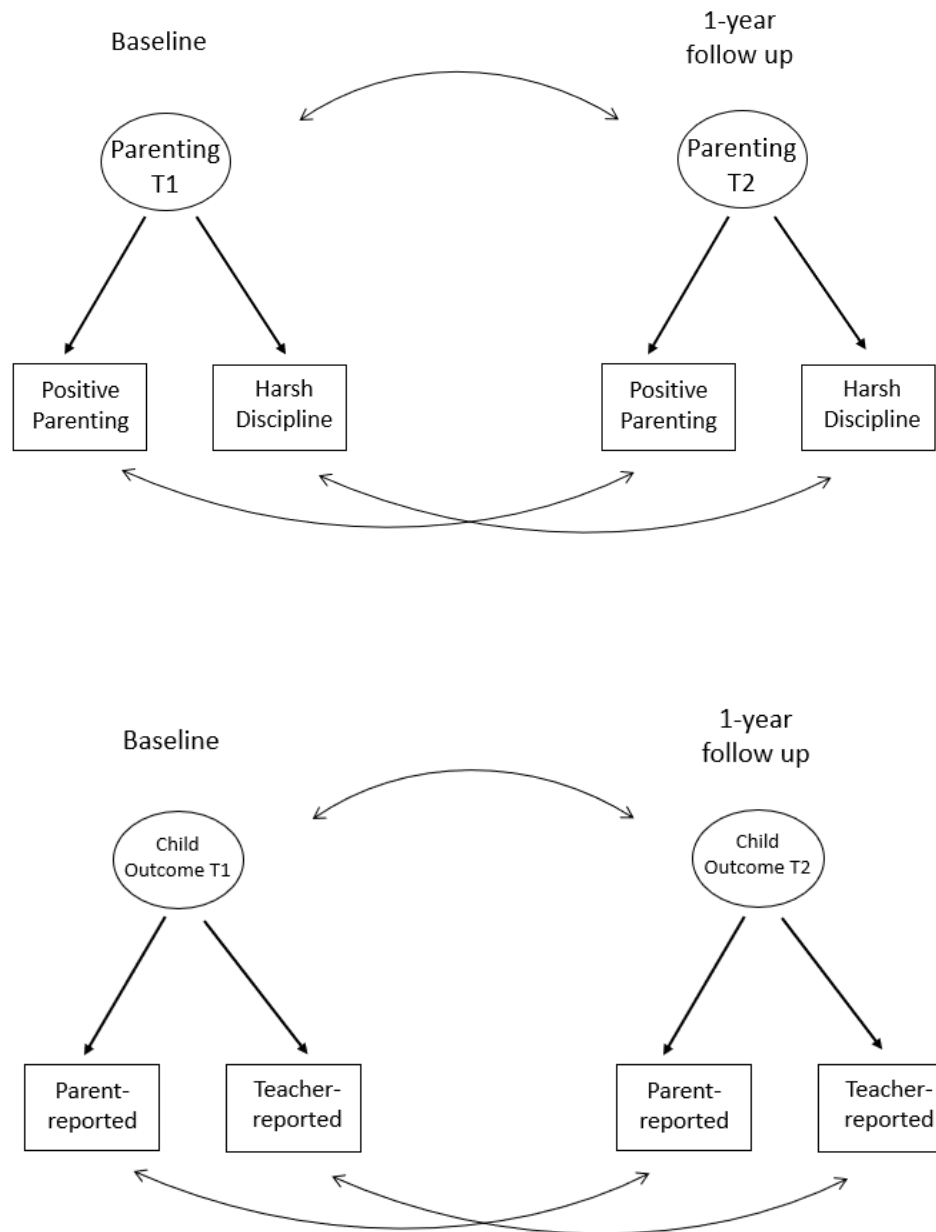 Baseline
1-year
follow up
Parenting
T1
Parenting
T2
Positive
Parenting
Harsh
Discipline
Positive
Parenting
Harsh
Discipline
Baseline
1-year
follow up
Child
Outcome T1
Child
Outcome T2
Parent-
reported
Teacher-
reported
Parent-
reported
Teacher-
reported